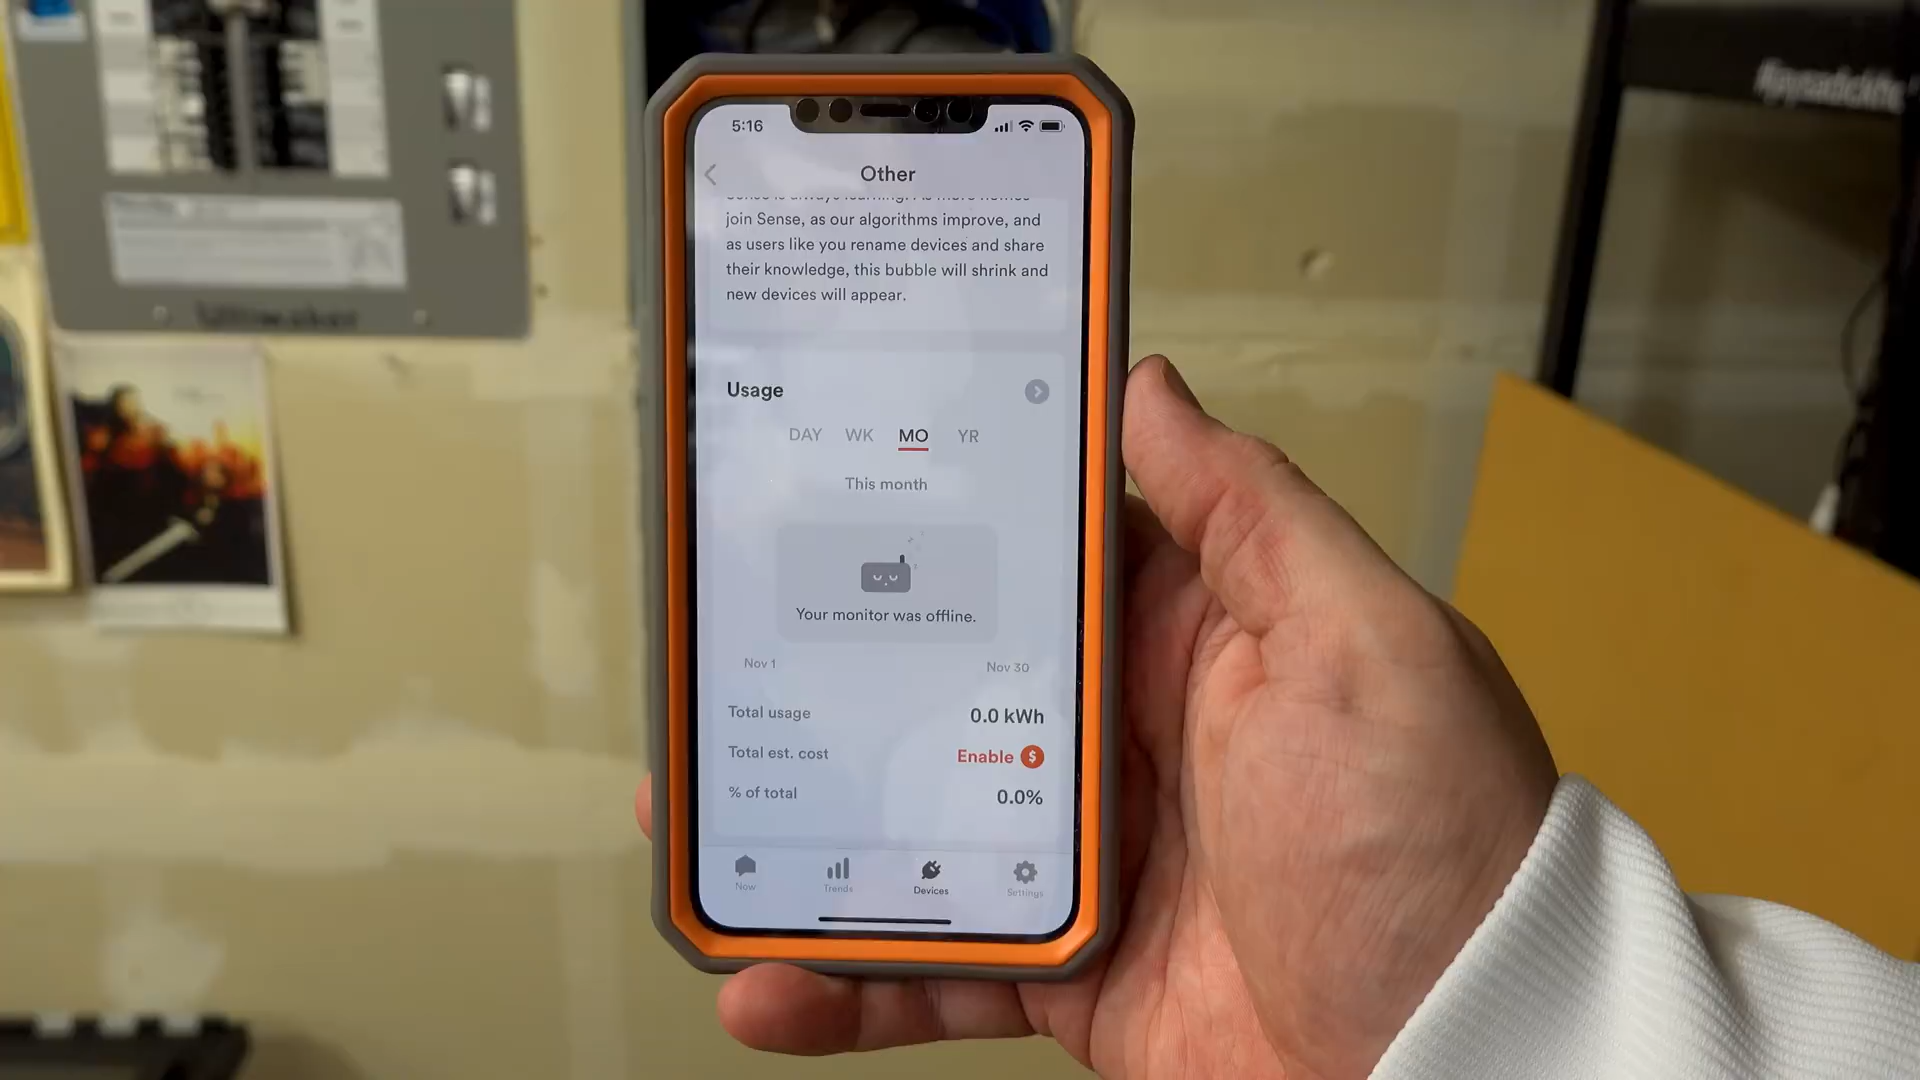 5:16
Other
join Sense, as our algorithms improve, and
as users like you rename devices and share
their knowledge, this bubble will shrink and
new devices will appear.
Usage
DAY WK MO YR
This month
Your monitor was offline.
Nov 1 Nov 30
Total usage 0.0 kWh
Total est. cost Enable $
% of total 0.0%
Now Trends Devices Settings